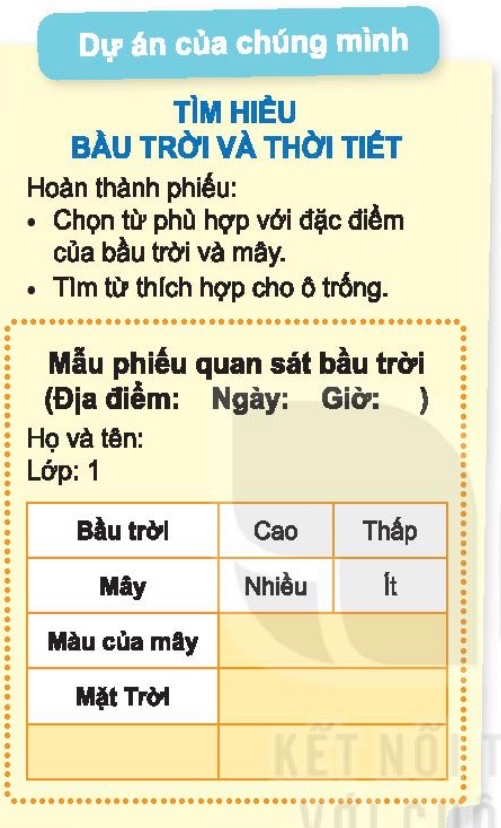 Dự án của chúng mình
TÌM HIỂU
BẦU TRỜI VÀ THỜI TIẾT
Hoàn thành phiếu:
• Chọn từ phù hợp với đặc điểm
của bầu trời và mây.
• Tìm từ thích hợp cho ô trống.
Mẫu phiếu quan sát bầu trời
(Địa điểm: Ngày: Giờ: )
Họ và tên:
Lớp: 1
Bầu trời Cao Thấp
Mây Nhiều Ít
Màu của mây
Mặt Trời
KẾT NỐI T
VỚI CUỘ